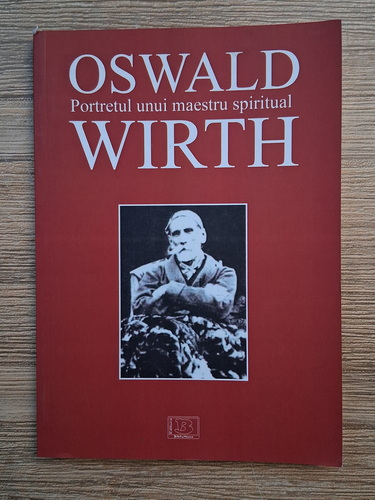 OSWALD
Portretul unui maestru spiritual
WIRTH